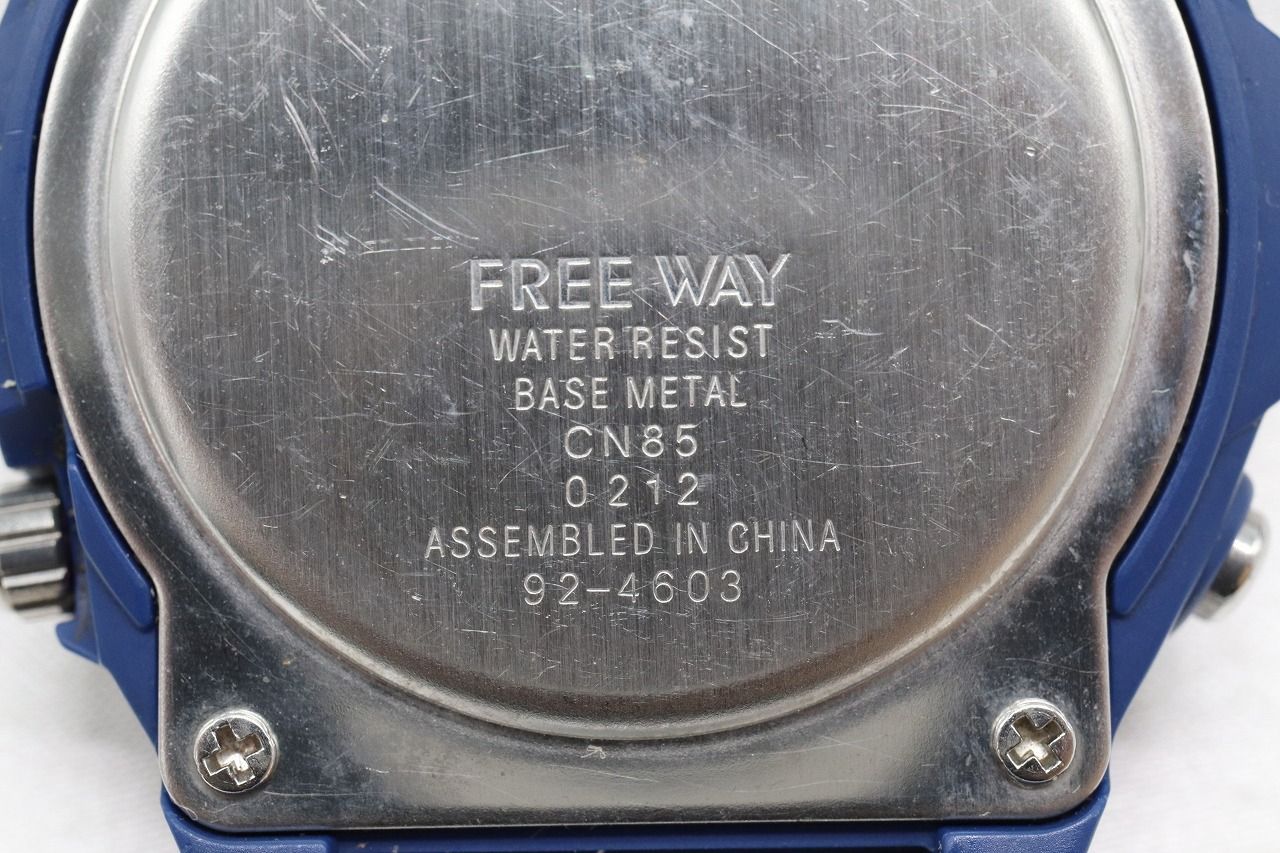 FREE WAY
WATER RESIST
BASE METAL
CN85
0212
ASSEMBLED IN CHINA
92-4603